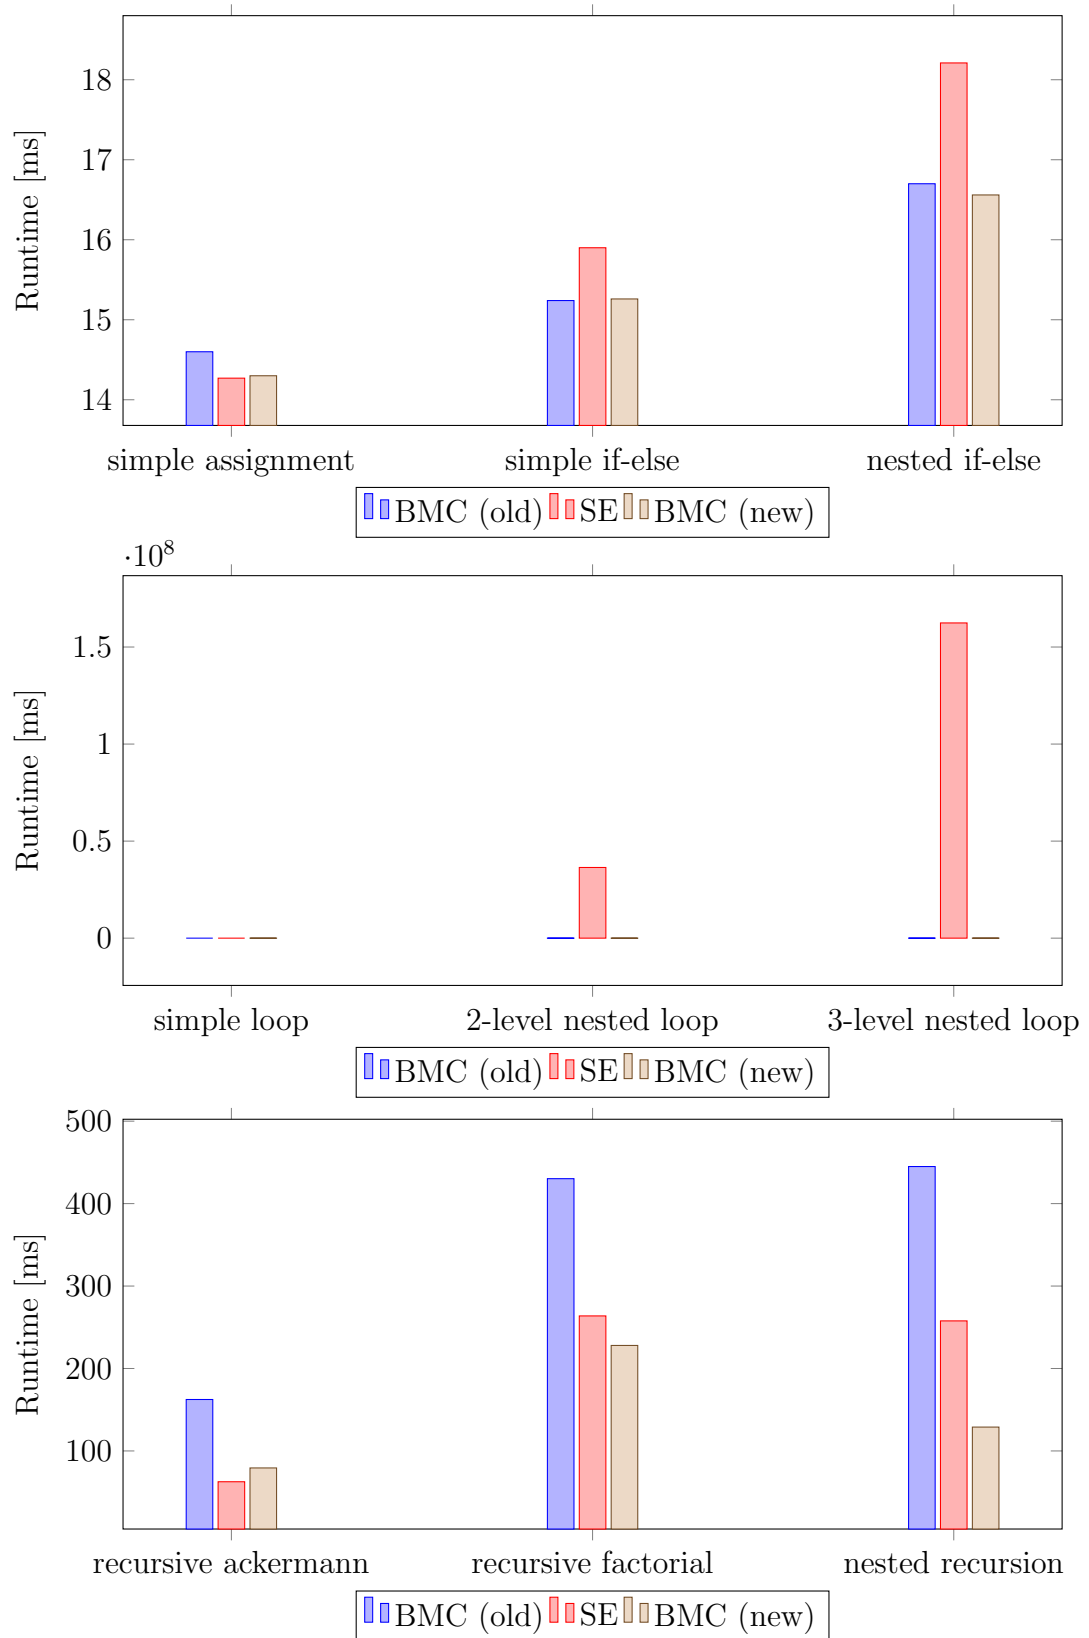 18
17
16
15
14
Runtime [ms]
simple assignment simple if-else nested if-else
BMC (old) SE BMC (new)
·10⁸
1.5
1
0.5
0
Runtime [ms]
simple loop 2-level nested loop 3-level nested loop
BMC (old) SE BMC (new)
500
400
300
200
100
Runtime [ms]
recursive ackermann recursive factorial nested recursion
BMC (old) SE BMC (new)